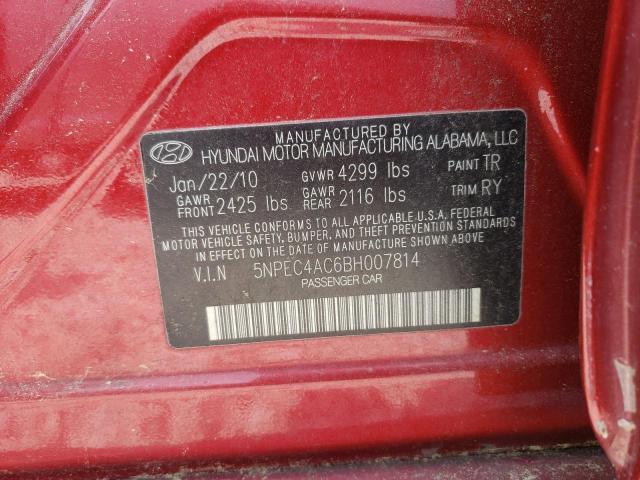 MANUFACTURED BY
HYUNDAI MOTOR MANUFACTURING ALABAMA, LLC
Jan/22/10 GVWR 4299 lbs PAINT TR
GAWR FRONT 2425 lbs GAWR REAR 2116 lbs TRIM RY
THIS VEHICLE CONFORMS TO ALL APPLICABLE U.S.A. FEDERAL
MOTOR VEHICLE SAFETY, BUMPER, AND THEFT PREVENTION STANDARDS
IN EFFECT ON THE DATE OF MANUFACTURE SHOWN ABOVE.
V.I.N 5NPEC4AC6BH007814
PASSENGER CAR